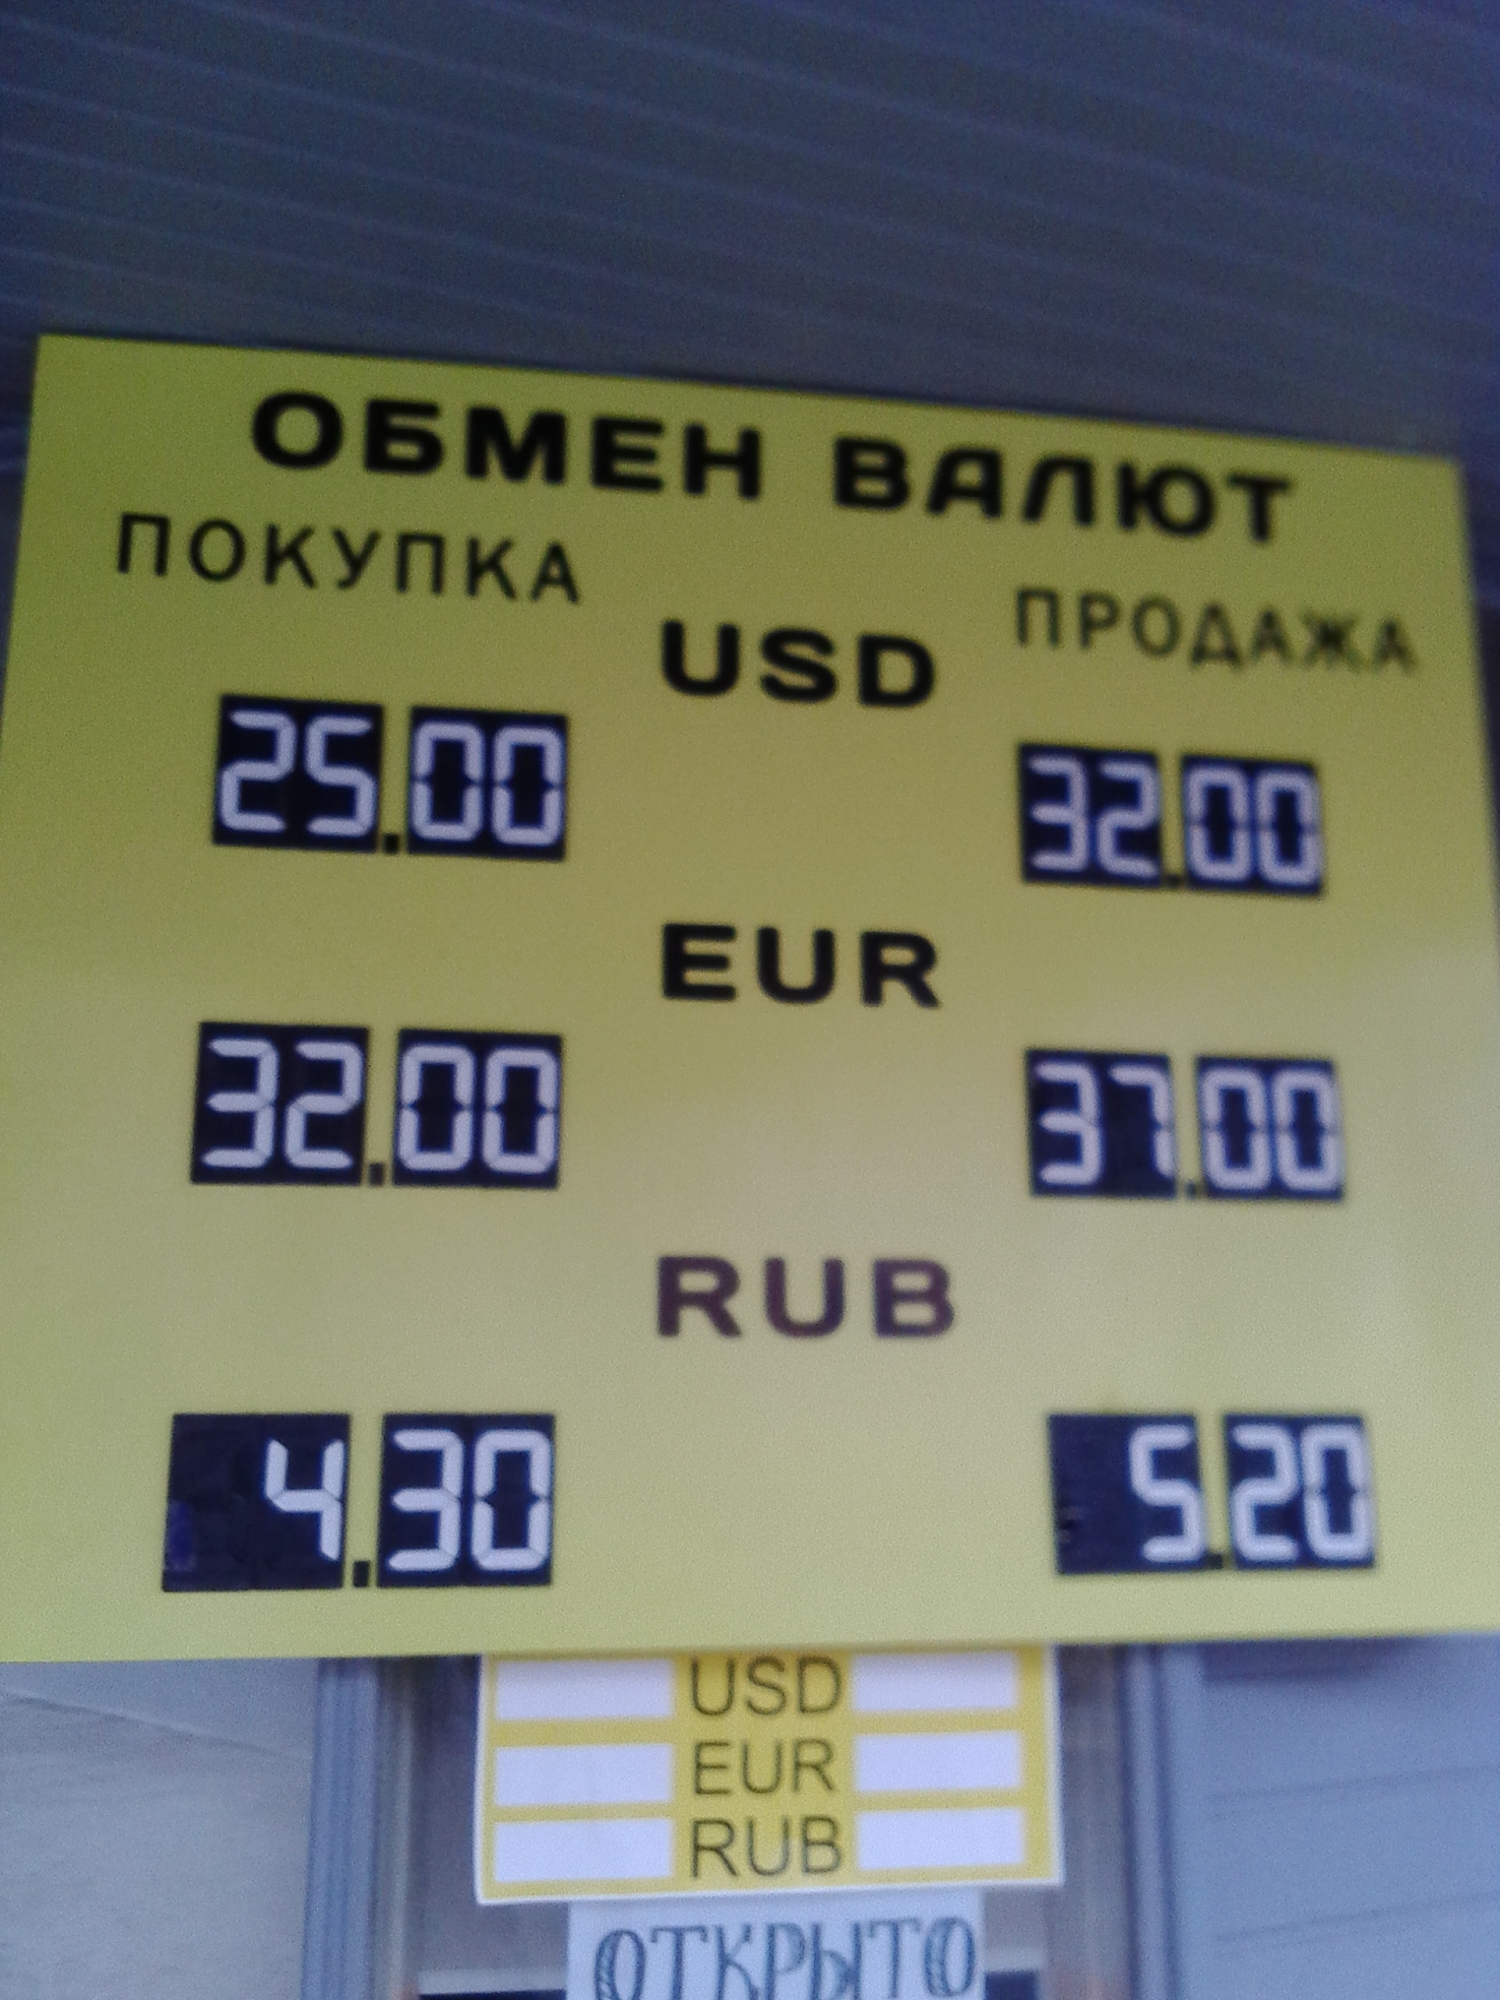 ОБМЕН ВАЛЮТ
ПОКУПКА ПРОДАЖА
USD
25.00 32.00
EUR
32.00 37.00
RUB
4.30 5.20
USD
EUR
RUB
ОТКРЫТО